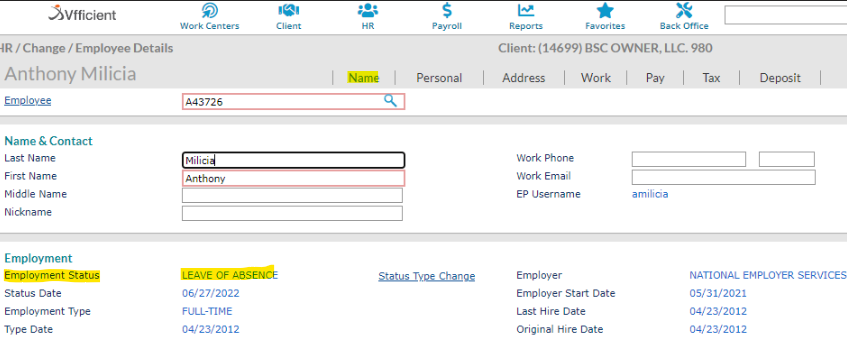 Vfficient
Work Centers Client HR Payroll Reports Favorites Back Office
HR / Change / Employee Details Client: (14699) BSC OWNER, LLC. 980
Anthony Milicia Name Personal Address Work Pay Tax Deposit
Employee A43726
Name & Contact
Last Name Milicia Work Phone
First Name Anthony Work Email
Middle Name EP Username amilicia
Nickname
Employment
Employment Status LEAVE OF ABSENCE Status Type Change Employer NATIONAL EMPLOYER SERVICES
Status Date 06/27/2022 Employer Start Date 05/31/2021
Employment Type FULL-TIME Last Hire Date 04/23/2012
Type Date 04/23/2012 Original Hire Date 04/23/2012